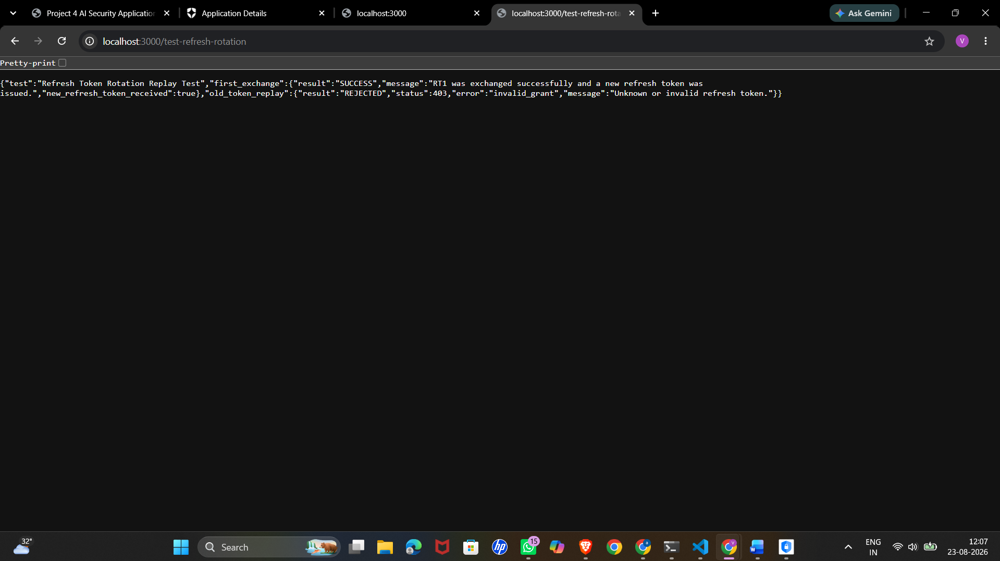 Project 4 AI Security Application
Application Details
localhost:3000
localhost:3000/test-refresh-rota
Ask Gemini
localhost:3000/test-refresh-rotation
V
Pretty-print
{"test":"Refresh Token Rotation Replay Test","first_exchange":{"result":"SUCCESS","message":"RT1 was exchanged successfully and a new refresh token was
issued.","new_refresh_token_received":true},"old_token_replay":{"result":"REJECTED","status":403,"error":"invalid_grant","message":"Unknown or invalid refresh token."}}
32°
Search
hp
15
a
V
W
ENG
IN
12:07
23-08-2026